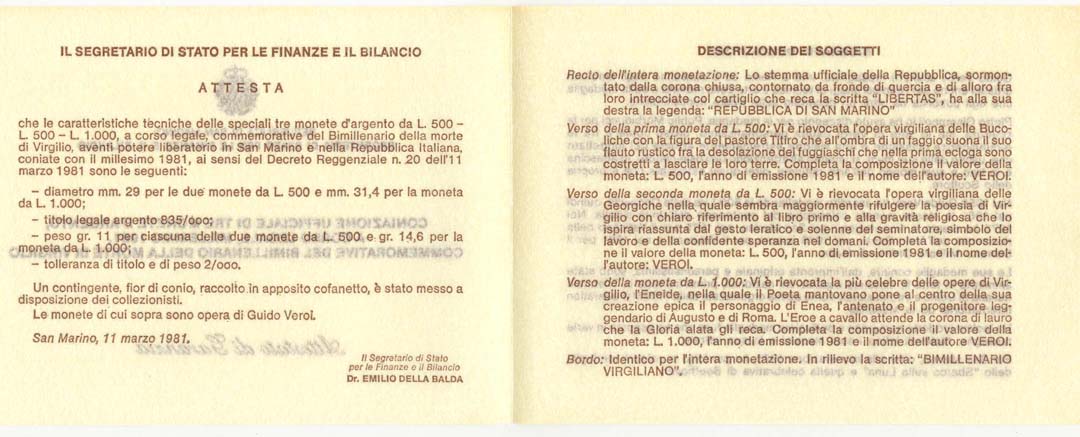 IL SEGRETARIO DI STATO PER LE FINANZE E IL BILANCIO
ATTESTA
che le caratteristiche tecniche delle speciali tre monete d'argento da L. 500 –
L. 500 – L. 1.000, a corso legale, commemorative del Bimillenario della morte
di Virgilio, aventi potere liberatorio in San Marino e nella Repubblica Italiana,
coniate con il millesimo 1981, ai sensi del Decreto Reggenziale n. 20 dell'11
marzo 1981 sono le seguenti:
– diametro mm. 29 per le due monete da L. 500 e mm. 31,4 per la moneta
da L. 1.000;
– titolo legale argento 835/ooo;
– peso gr. 11 per ciascuna delle due monete da L. 500 e gr. 14,6 per la
moneta da L. 1.000;
– tolleranza di titolo e di peso 2/ooo.
Un contingente, fior di conio, raccolto in apposito cofanetto, è stato messo a
disposizione dei collezionisti.
Le monete di cui sopra sono opera di Guido Veroi.
San Marino, 11 marzo 1981.
Il Segretario di Stato
per le Finanze e il Bilancio
Dr. EMILIO DELLA BALDA
DESCRIZIONE DEI SOGGETTI
Recto dell'intera monetazione: Lo stemma ufficiale della Repubblica, sormon-
tato dalla corona chiusa, contornato da fronde di quercia e di alloro fra
loro intrecciate col cartiglio che reca la scritta "LIBERTAS", ha alla sua
destra la legenda: "REPUBBLICA DI SAN MARINO"
Verso della prima moneta da L. 500: Vi è rievocata l'opera virgiliana delle Buco-
liche con la figura del pastore Titiro che all'ombra di un faggio suona il suo
flauto rustico fra la desolazione dei fuggiaschi che nella prima ecloga sono
costretti a lasciare le loro terre. Completa la composizione il valore della
moneta: L. 500, l'anno di emissione 1981 e il nome dell'autore: VEROI.
Verso della seconda moneta da L. 500: Vi è rievocata l'opera virgiliana delle
Georgiche nella quale sembra maggiormente rifulgere la poesia di Vir-
gilio con chiaro riferimento al libro primo e alla gravità religiosa che lo
ispira riassunta dal gesto ieratico e solenne del seminatore, simbolo del
lavoro e della confidente speranza nel domani. Completa la composizio-
ne il valore della moneta: L. 500, l'anno di emissione 1981 e il nome del-
l'autore: VEROI.
Verso della moneta da L. 1.000: Vi è rievocata la più celebre delle opere di Vir-
gilio, l'Eneide, nella quale il Poeta mantovano pone al centro della sua
creazione epica il personaggio di Enea, l'antenato e il progenitore leg-
gendario di Augusto e di Roma. L'Eroe a cavallo attende la corona di lauro
che la Gloria alata gli reca. Completa la composizione il valore della
moneta: L. 1.000, l'anno di emissione 1981 e il nome dell'autore VEROI.
Bordo: Identico per l'intera monetazione. In rilievo la scritta: "BIMILLENARIO
VIRGILIANO".